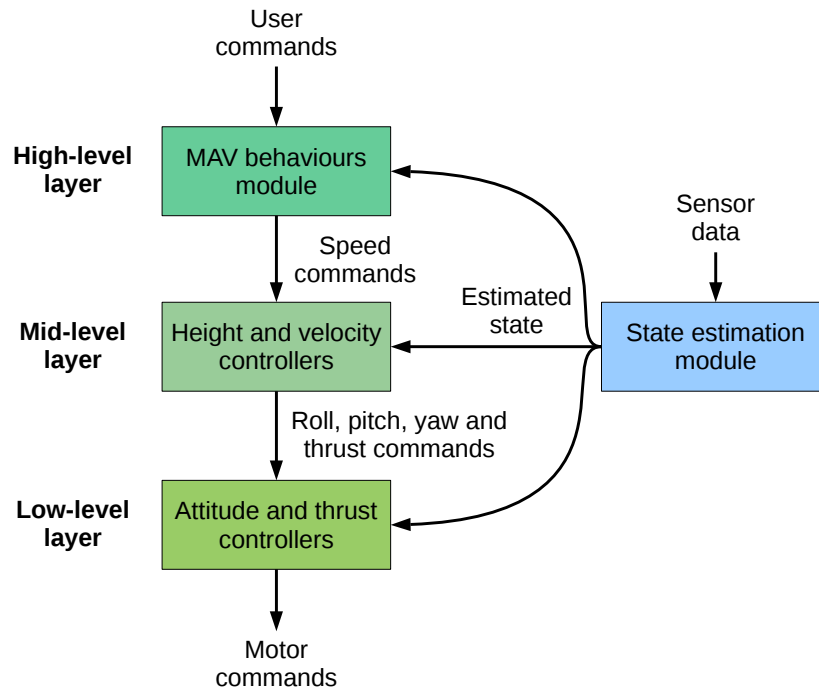 User
commands
High-level
layer
MAV behaviours
module
Sensor
data
Speed
commands
Estimated
state
Mid-level
layer
Height and velocity
controllers
State estimation
module
Roll, pitch, yaw and
thrust commands
Low-level
layer
Attitude and thrust
controllers
Motor
commands